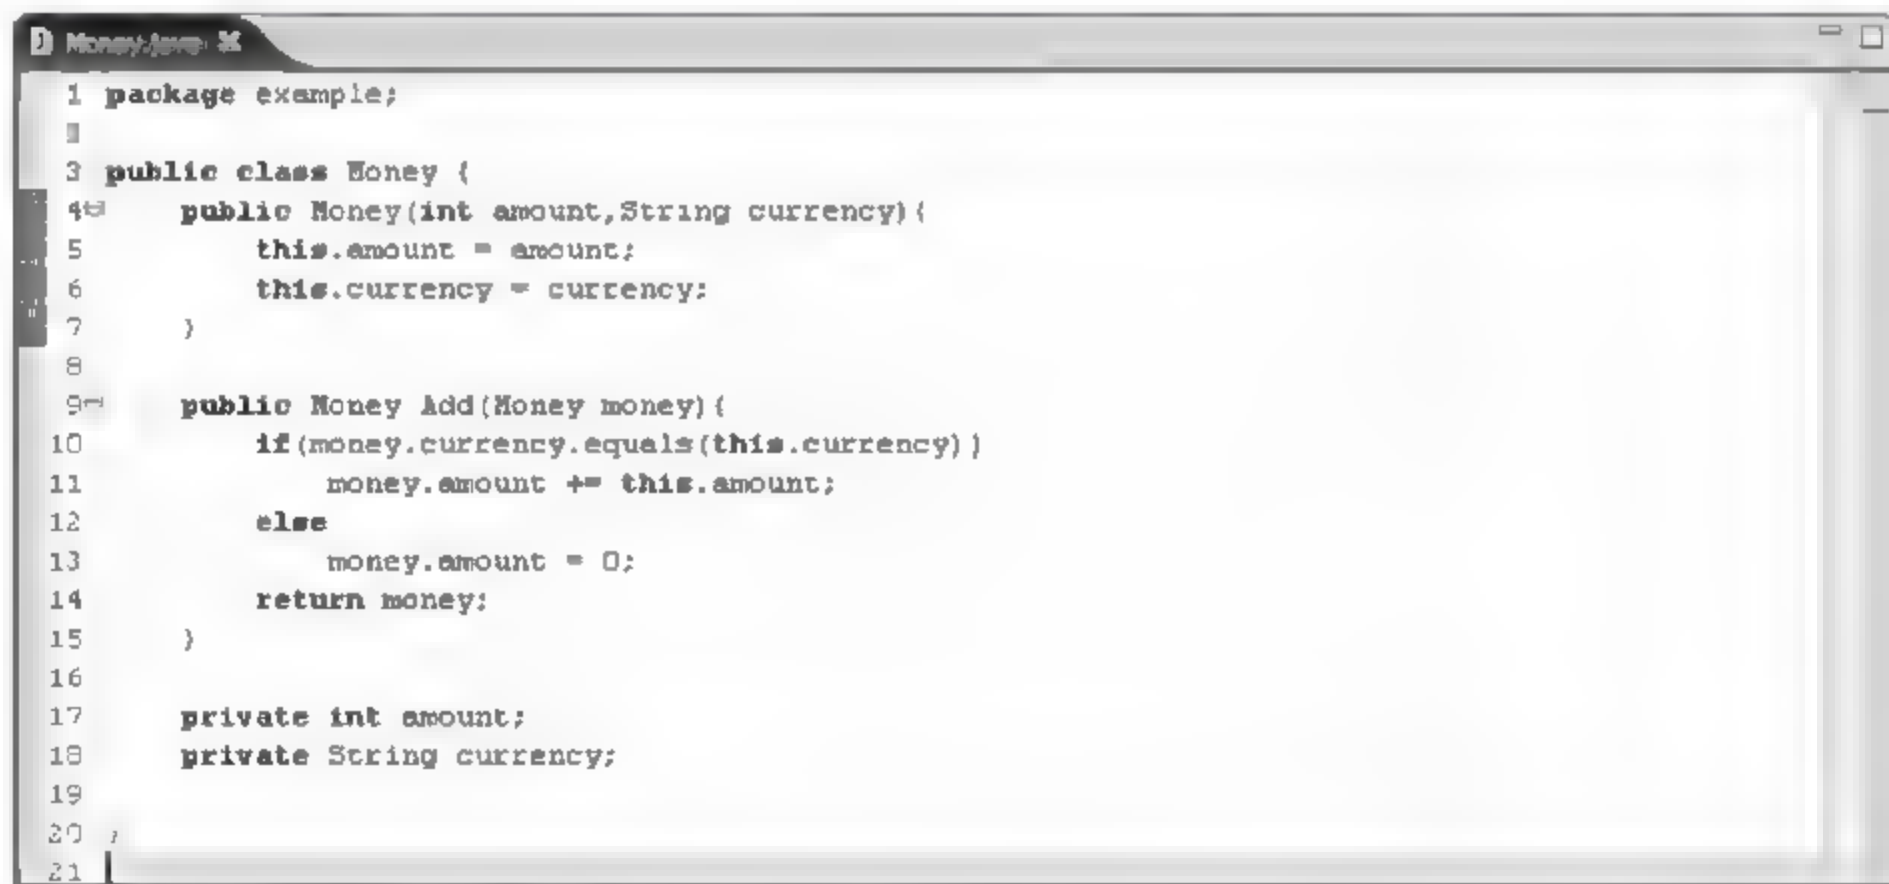 Money.java
1 package example;
2
3 public class Money {
4 public Money(int amount,String currency){
5 this.amount = amount;
6 this.currency = currency;
7 }
8
9 public Money Add(Money money){
10 if(money.currency.equals(this.currency))
11 money.amount += this.amount;
12 else
13 money.amount = 0;
14 return money;
15 }
16
17 private int amount;
18 private String currency;
19
20 }
21